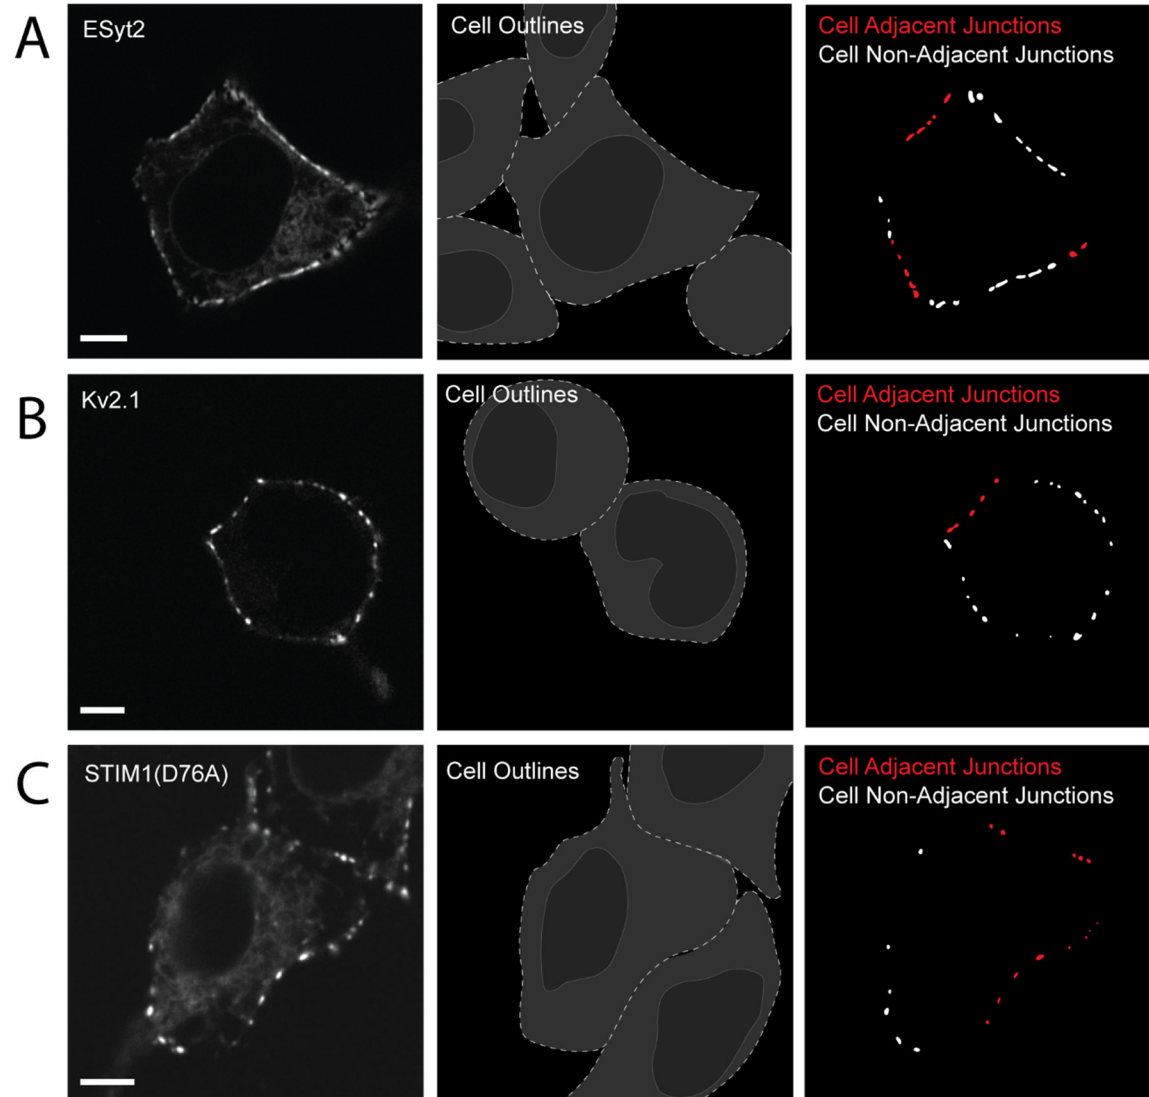 A
ESyt2
Cell Outlines
Cell Adjacent Junctions
Cell Non-Adjacent Junctions
B
Kv2.1
Cell Outlines
Cell Adjacent Junctions
Cell Non-Adjacent Junctions
C
STIM1(D76A)
Cell Outlines
Cell Adjacent Junctions
Cell Non-Adjacent Junctions